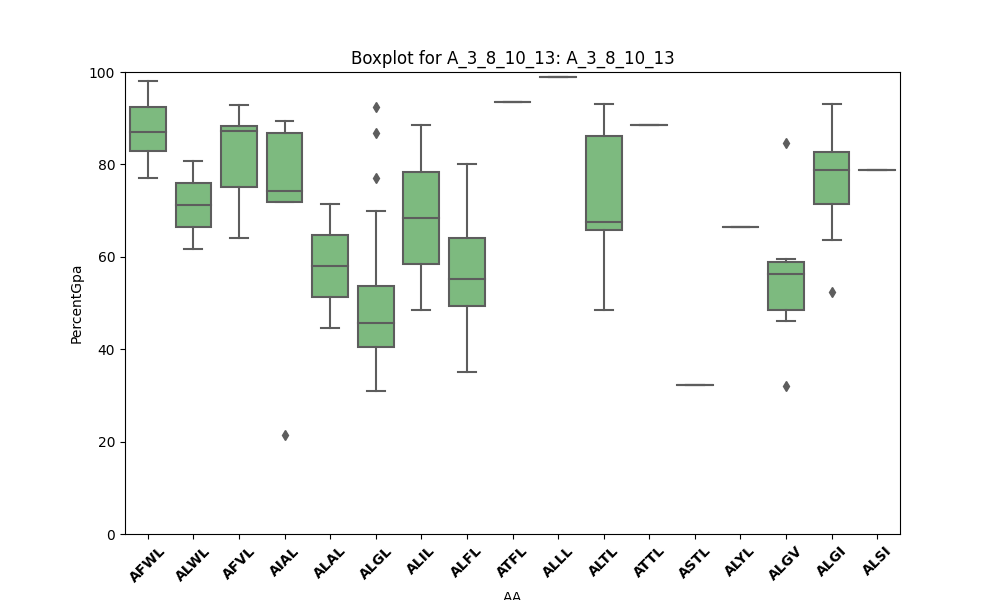 Boxplot for A_3_8_10_13: A_3_8_10_13
100
80
60
40
20
0
PercentGpa
AFWL ALWL AFVL AIAL ALAL ALGL ALIL ALFL ATFL ALLL ALTL ATTL ASTL ALYL ALGV ALGI ALSI
AA